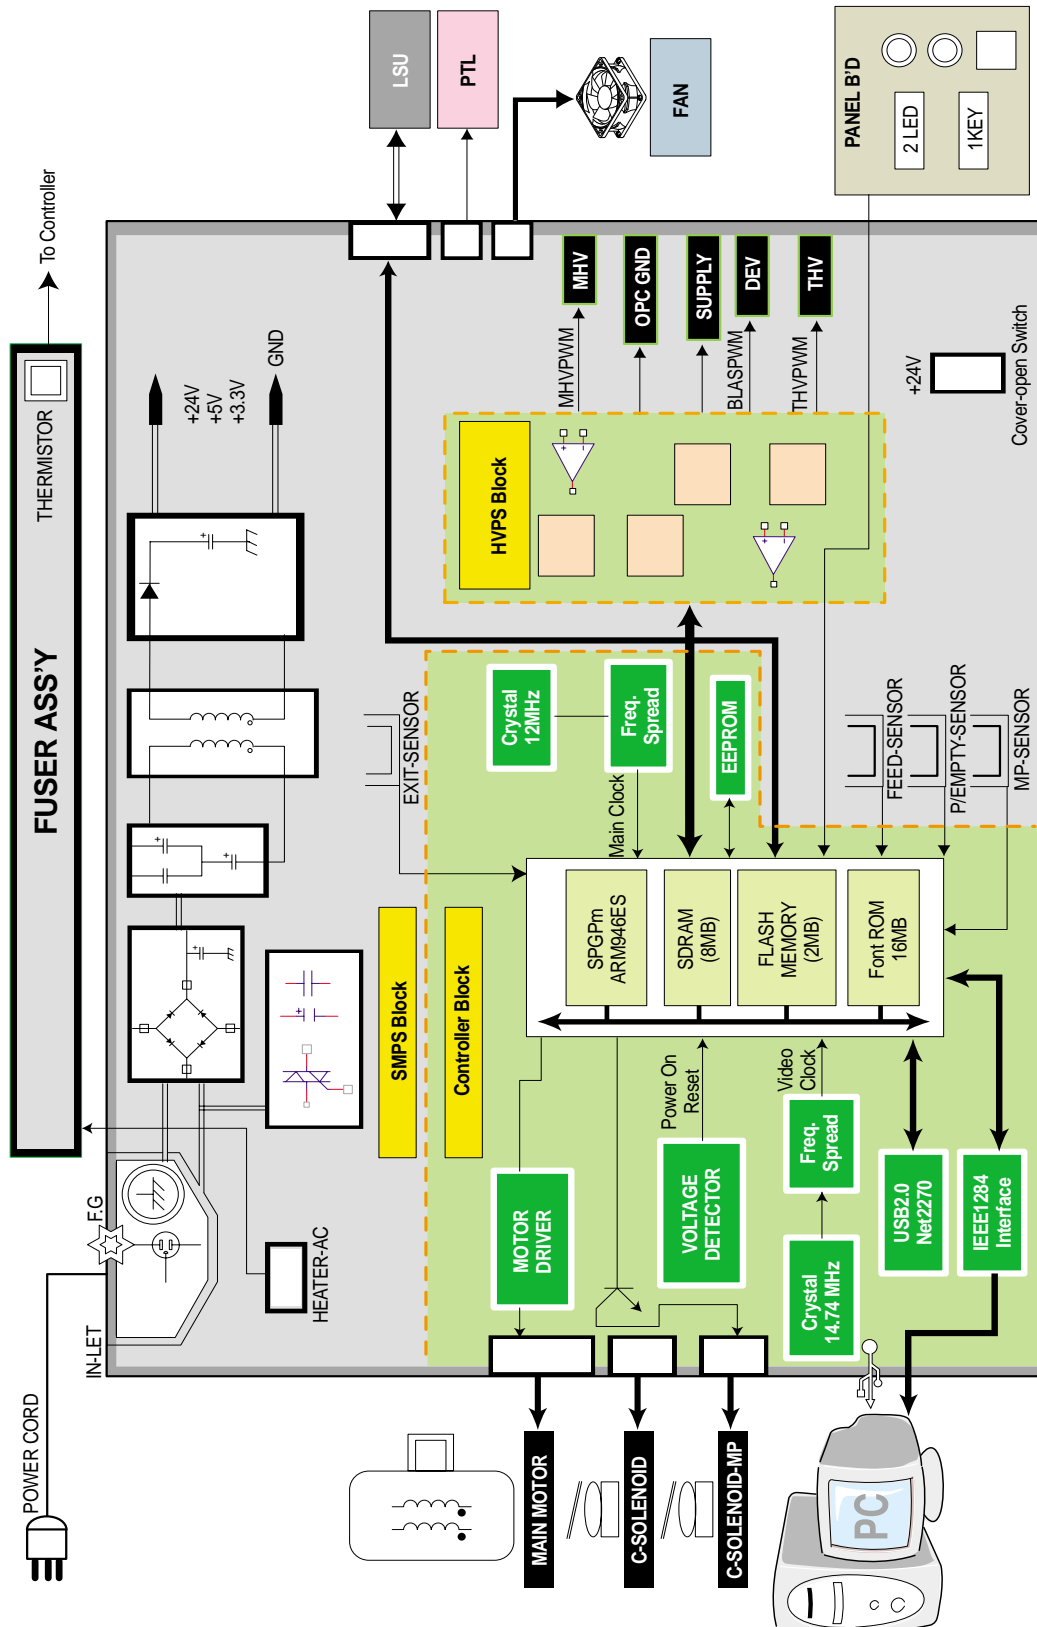 POWER CORD
IN-LET
F.G
FUSER ASS'Y
THERMISTOR
To Controller
HEATER-AC
+24V
+5V
+3.3V
GND
SMPS Block
EXIT-SENSOR
LSU
PTL
FAN
PANEL B'D
2 LED
1KEY
Controller Block
HVPS Block
MHVPWM
MHV
OPC GND
SUPPLY
BLASPWM
DEV
THVPWM
THV
+24V
Cover-open Switch
Crystal
12MHz
Freq.
Spread
Main Clock
EEPROM
FEED-SENSOR
P/EMPTY-SENSOR
MP-SENSOR
SPGPm
ARM946ES
SDRAM
(8MB)
FLASH
MEMORY
(2MB)
Font ROM
16MB
MOTOR
DRIVER
VOLTAGE
DETECTOR
Power On
Reset
Crystal
14.74 MHz
Freq.
Spread
Video
Clock
USB2.0
Net2270
IEEE1284
Interface
MAIN MOTOR
C-SOLENOID
C-SOLENOID-MP
PC